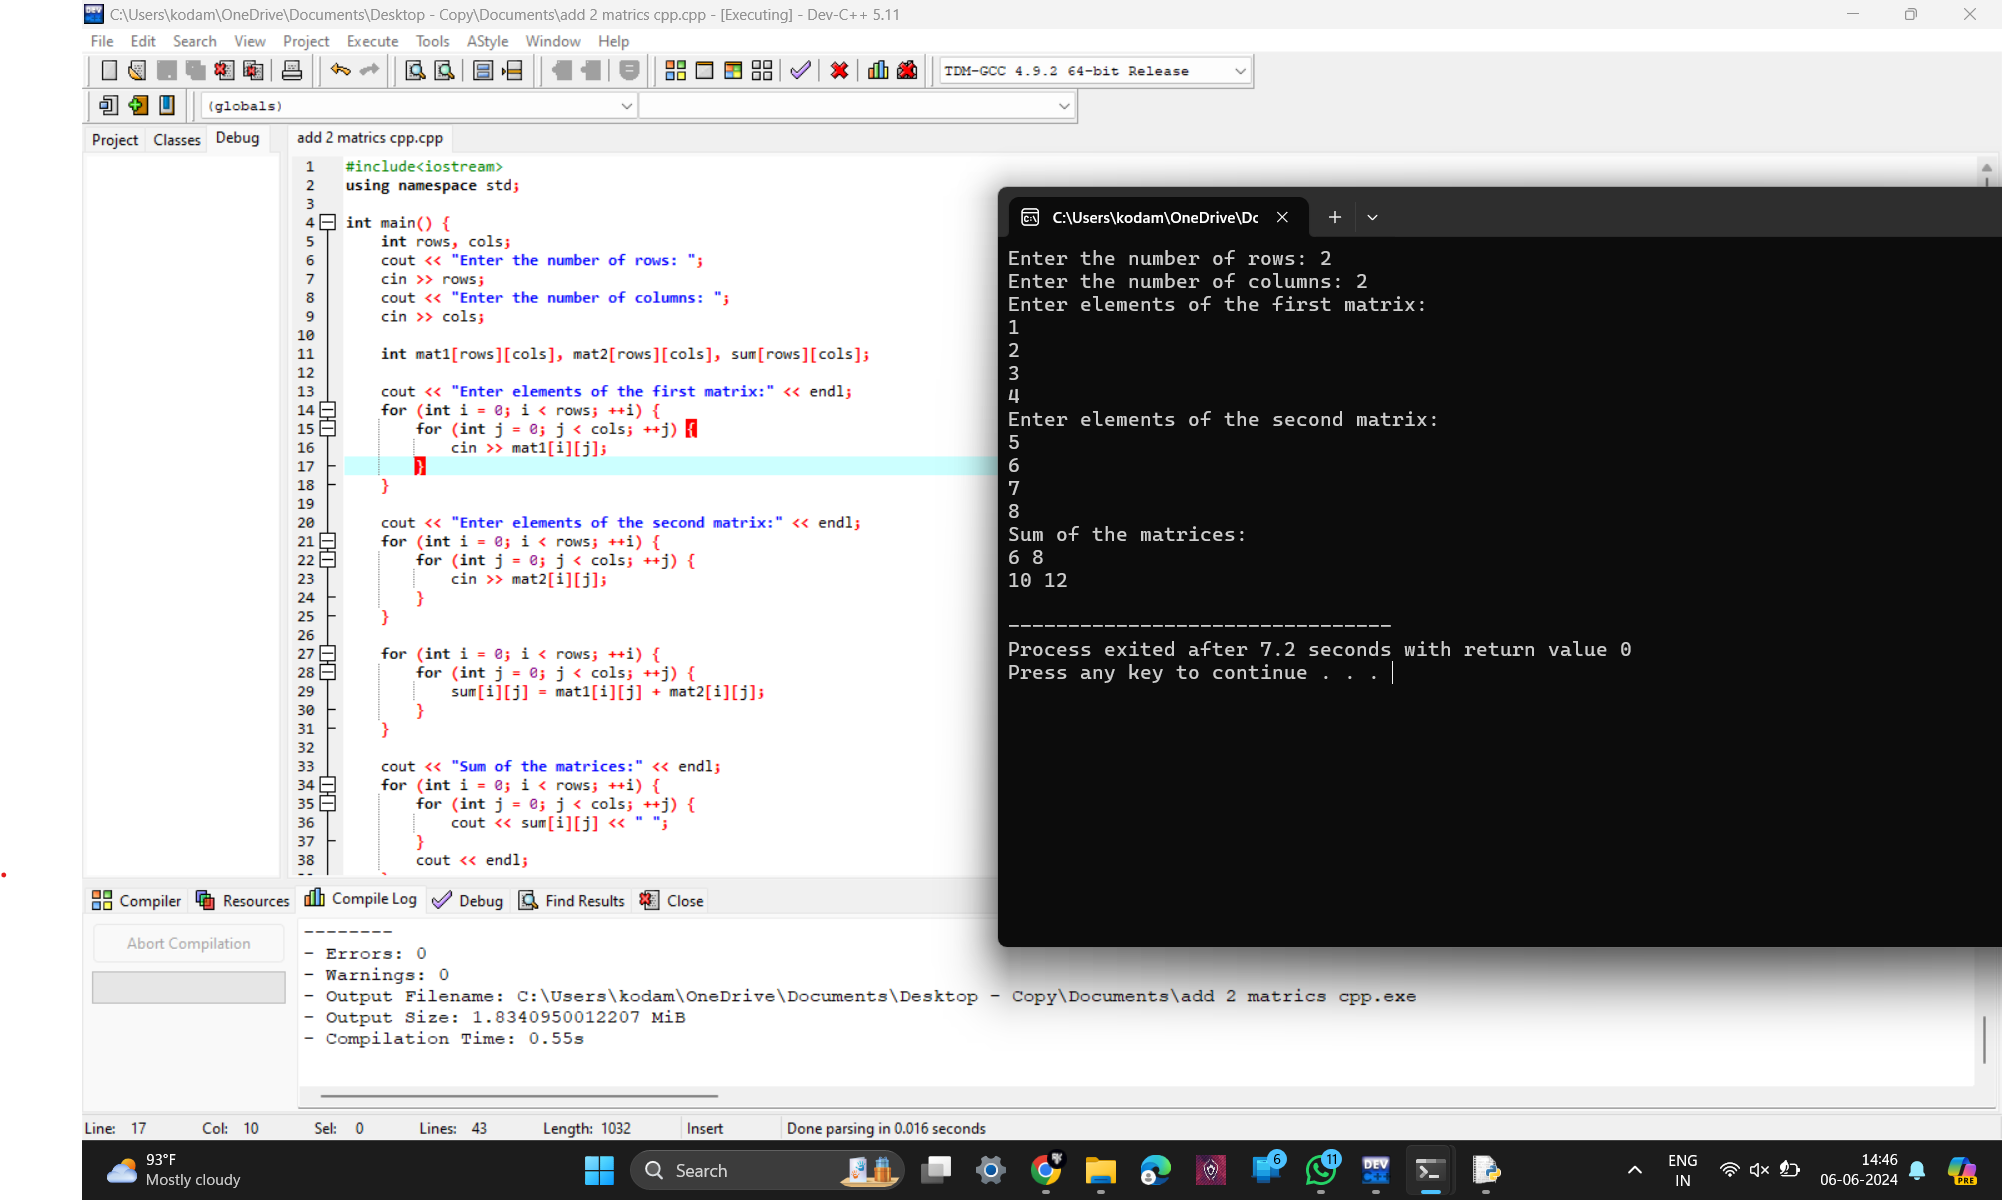 C:\Users\kodam\OneDrive\Documents\Desktop - Copy\Documents\add 2 matrics cpp.cpp - [Executing] - Dev-C++ 5.11
File Edit Search View Project Execute Tools AStyle Window Help
TDM-GCC 4.9.2 64-bit Release
(globals)
Project Classes Debug
add 2 matrics cpp.cpp
1 #include<iostream>
2 using namespace std;
3
4 int main() {
5 int rows, cols;
6 cout << "Enter the number of rows: ";
7 cin >> rows;
8 cout << "Enter the number of columns: ";
9 cin >> cols;
10
11 int mat1[rows][cols], mat2[rows][cols], sum[rows][cols];
12
13 cout << "Enter elements of the first matrix:" << endl;
14 for (int i = 0; i < rows; ++i) {
15 for (int j = 0; j < cols; ++j) {
16 cin >> mat1[i][j];
17 }
18 }
19
20 cout << "Enter elements of the second matrix:" << endl;
21 for (int i = 0; i < rows; ++i) {
22 for (int j = 0; j < cols; ++j) {
23 cin >> mat2[i][j];
24 }
25 }
26
27 for (int i = 0; i < rows; ++i) {
28 for (int j = 0; j < cols; ++j) {
29 sum[i][j] = mat1[i][j] + mat2[i][j];
30 }
31 }
32
33 cout << "Sum of the matrices:" << endl;
34 for (int i = 0; i < rows; ++i) {
35 for (int j = 0; j < cols; ++j) {
36 cout << sum[i][j] << " ";
37 }
38 cout << endl;
C:\Users\kodam\OneDrive\Dc
Enter the number of rows: 2
Enter the number of columns: 2
Enter elements of the first matrix:
1
2
3
4
Enter elements of the second matrix:
5
6
7
8
Sum of the matrices:
6 8
10 12
--------------------------------
Process exited after 7.2 seconds with return value 0
Press any key to continue . . .
Compiler Resources Compile Log Debug Find Results Close
Abort Compilation
--------
- Errors: 0
- Warnings: 0
- Output Filename: C:\Users\kodam\OneDrive\Documents\Desktop - Copy\Documents\add 2 matrics cpp.exe
- Output Size: 1.8340950012207 MiB
- Compilation Time: 0.55s
Line: 17 Col: 10 Sel: 0 Lines: 43 Length: 1032 Insert Done parsing in 0.016 seconds
93°F
Mostly cloudy
Search
6
11
DEV
C++
ENG
IN
14:46
06-06-2024
PRE